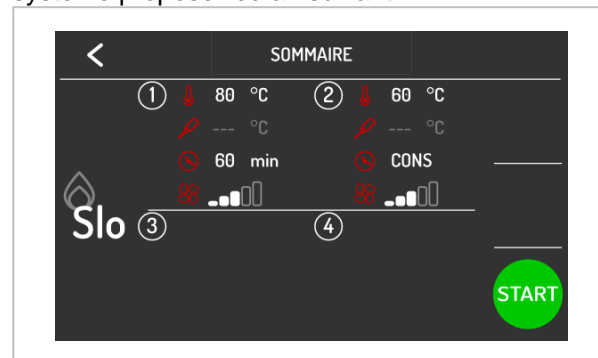 < SOMMAIRE
1 80 °C 2 60 °C
--- °C --- °C
60 min CONS
Slo 3 4
START